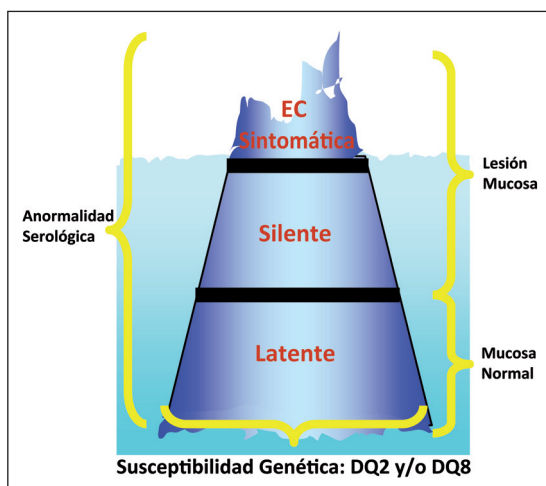 EC
Sintomática
Lesión
Mucosa
Anormalidad
Serológica
Silente
Latente
Mucosa
Normal
Susceptibilidad Genética: DQ2 y/o DQ8